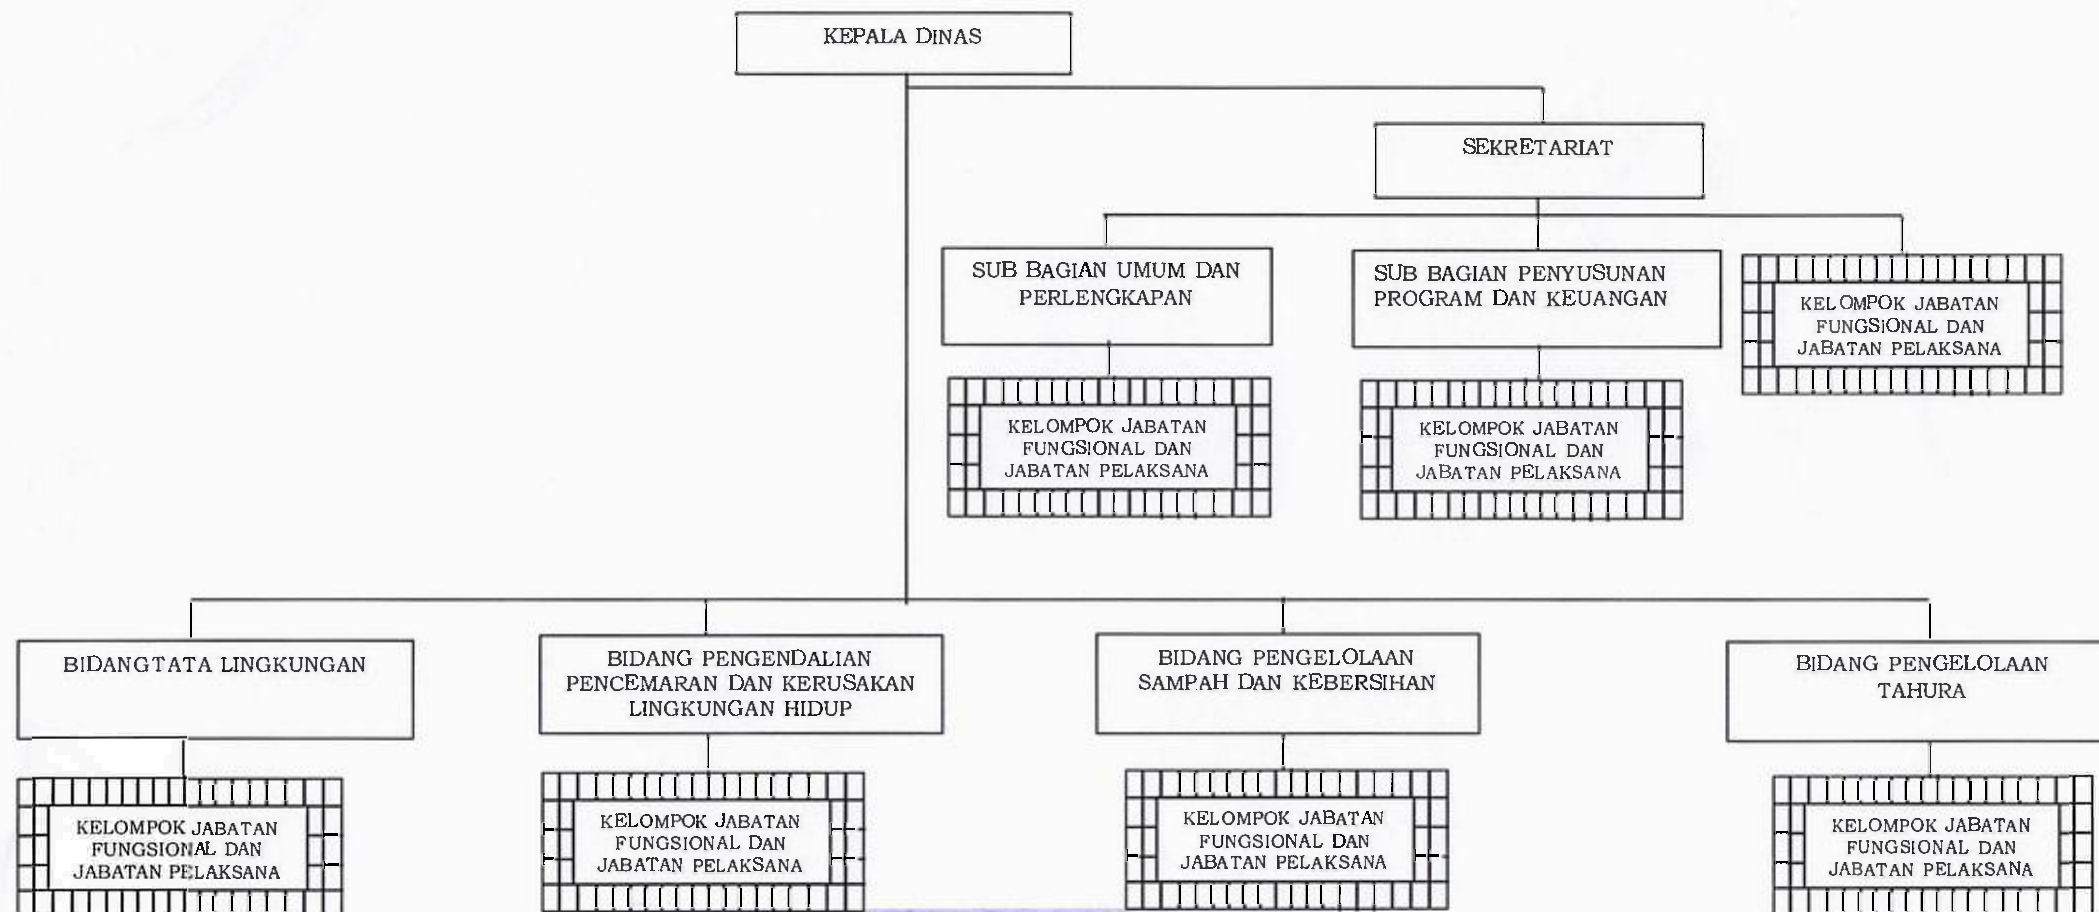 KEPALA DINAS
SEKRETARIAT
SUB BAGIAN UMUM DAN
PERLENGKAPAN
SUB BAGIAN PENYUSUNAN
PROGRAM DAN KEUANGAN
KELOMPOK JABATAN
FUNGSIONAL DAN
JABATAN PELAKSANA
KELOMPOK JABATAN
FUNGSIONAL DAN
JABATAN PELAKSANA
KELOMPOK JABATAN
FUNGSIONAL DAN
JABATAN PELAKSANA
BIDANGTATA LINGKUNGAN
BIDANG PENGENDALIAN
PENCEMARAN DAN KERUSAKAN
LINGKUNGAN HIDUP
BIDANG PENGELOLAAN
SAMPAH DAN KEBERSIHAN
BIDANG PENGELOLAAN
TAHURA
KELOMPOK JABATAN
FUNGSIONAL DAN
JABATAN PELAKSANA
KELOMPOK JABATAN
FUNGSIONAL DAN
JABATAN PELAKSANA
KELOMPOK JABATAN
FUNGSIONAL DAN
JABATAN PELAKSANA
KELOMPOK JABATAN
FUNGSIONAL DAN
JABATAN PELAKSANA